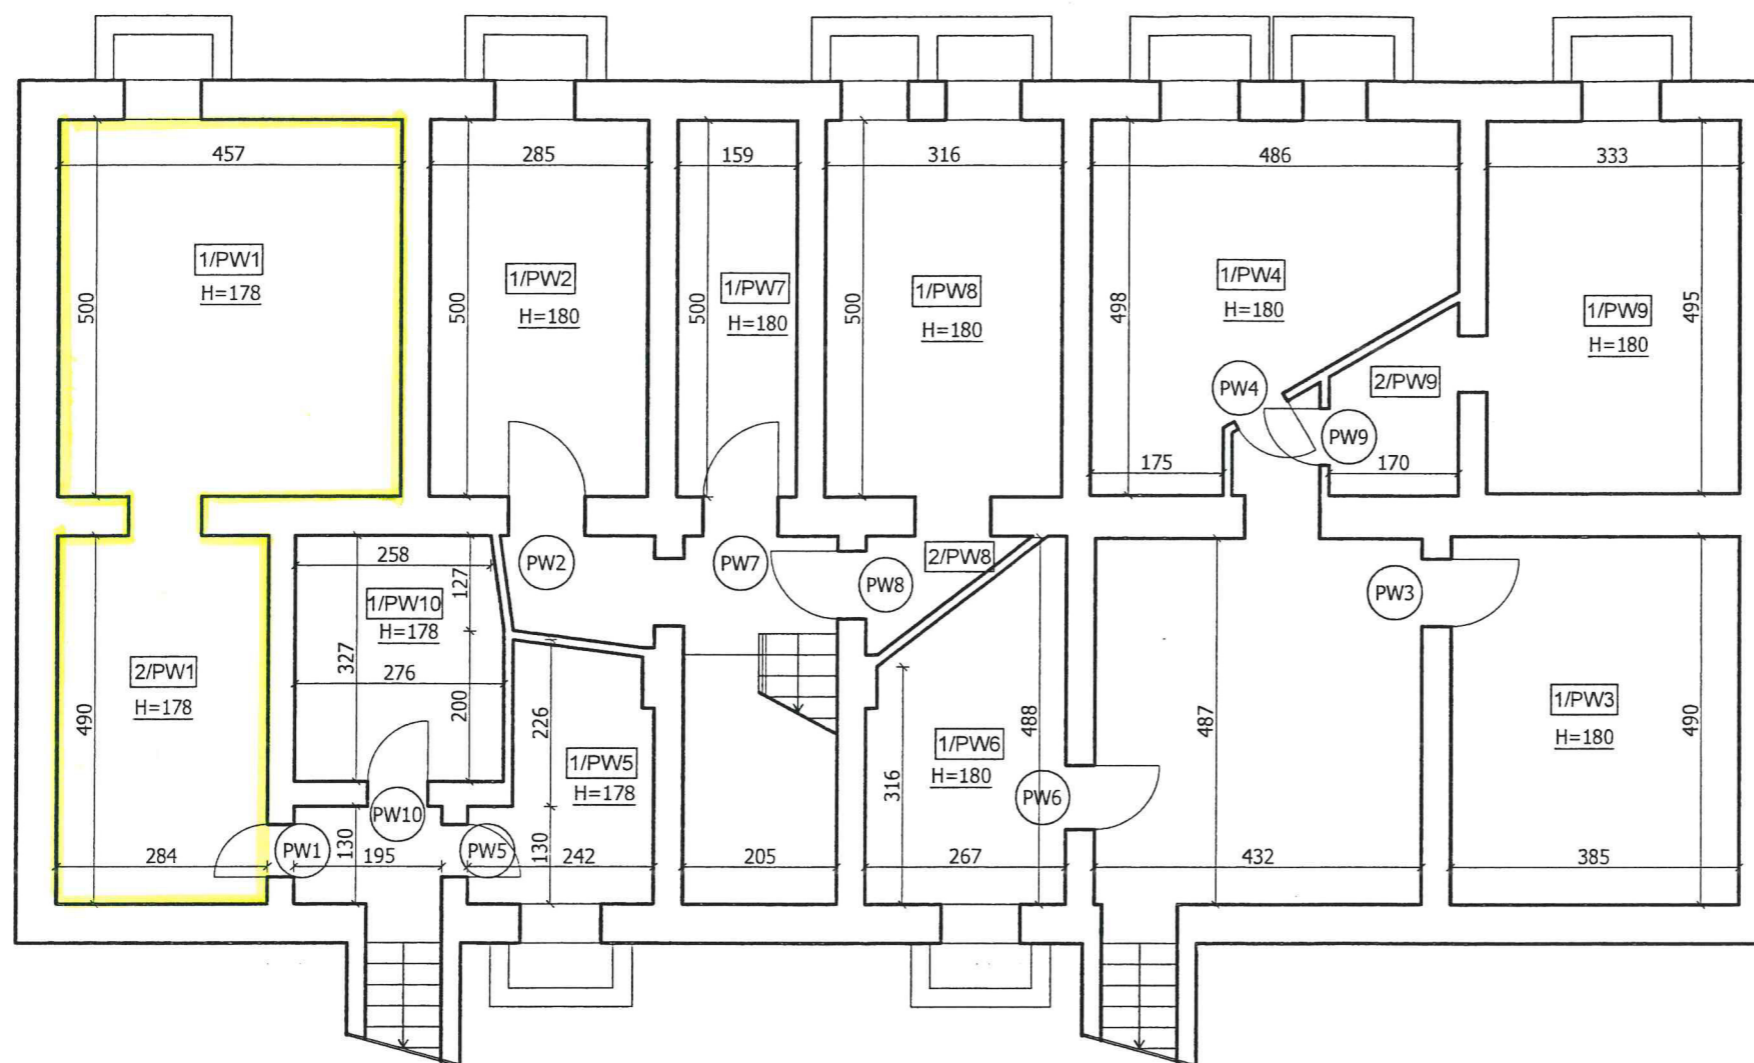 457
285
159
316
486
333
1/PW1
H=178
1/PW2
H=180
1/PW7
H=180
1/PW8
H=180
1/PW4
H=180
1/PW9
H=180
500
500
500
500
498
495
2/PW9
PW4
PW9
175
170
258
127
PW2
PW7
PW8
2/PW8
PW3
1/PW10
H=178
327
276
200
2/PW1
H=178
490
226
488
487
490
1/PW3
H=180
1/PW5
H=178
1/PW6
H=180
316
PW6
PW10
PW1
130
195
PW5
130
242
284
205
267
432
385